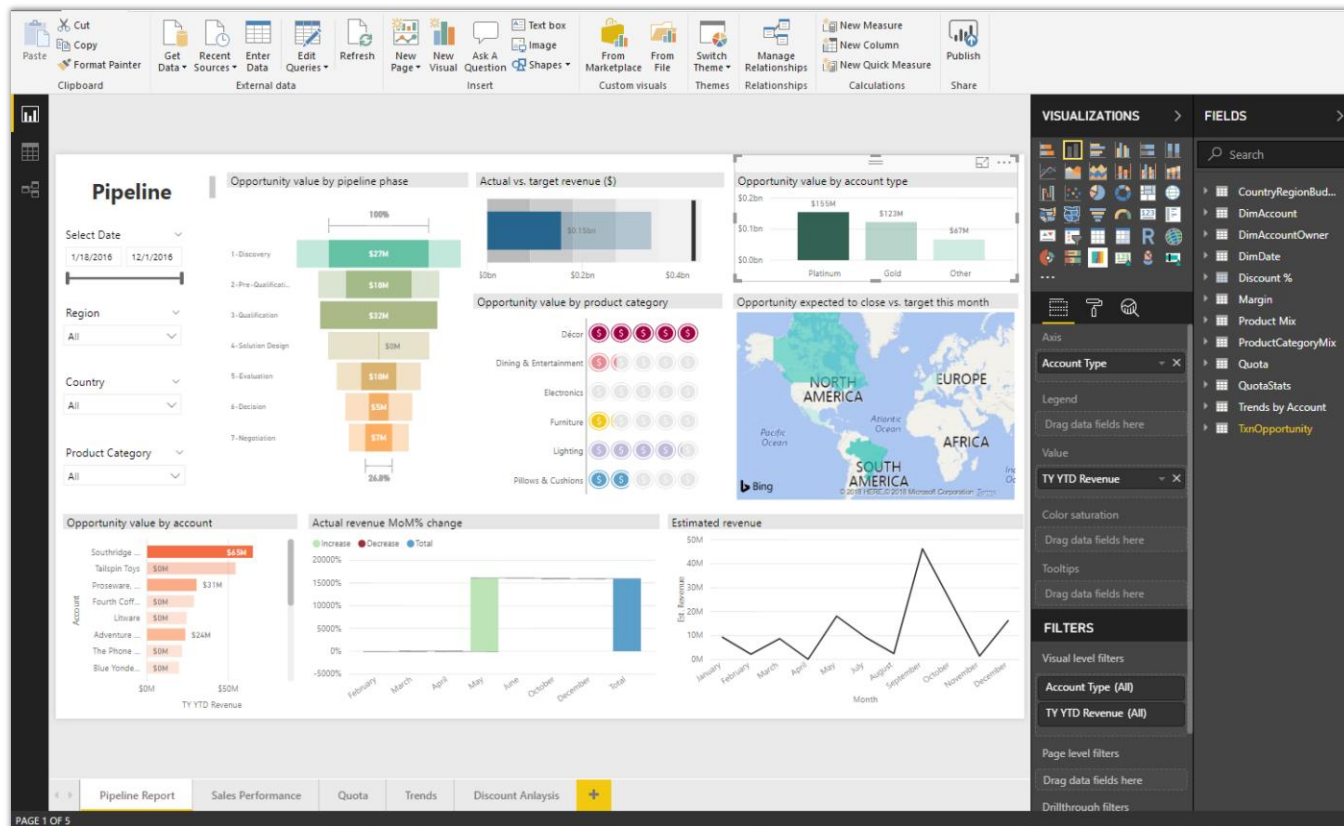 Paste
Cut
Copy
Format Painter
Clipboard
Get Data
Recent Sources
Enter Data
Edit Queries
Refresh
External data
New Page
New Visual
Ask A Question
Text box
Image
Shapes
Insert
From Marketplace
From File
Custom visuals
Switch Theme
Themes
Manage Relationships
Relationships
New Measure
New Column
New Quick Measure
Calculations
Publish
Share
Pipeline
Select Date
1/18/2016 12/1/2016
Region
All
Country
All
Product Category
All
Opportunity value by pipeline phase
100%
1-Discovery $27M
2-Pre-Qualificati... $18M
3-Qualification $32M
4-Solution Design $0M
5-Evaluation $10M
6-Decision $5M
7-Negotiation $7M
26.8%
Actual vs. target revenue ($)
$0.15bn
$0bn $0.2bn $0.4bn
Opportunity value by account type
$0.2bn
$0.1bn
$0.0bn
$155M
$123M
$67M
Platinum Gold Other
Opportunity value by product category
Décor
Dining & Entertainment
Electronics
Furniture
Lighting
Pillows & Cushions
Opportunity expected to close vs. target this month
NORTH AMERICA
EUROPE
Pacific Ocean
Atlantic Ocean
AFRICA
SOUTH AMERICA
Bing
© 2018 HERE, © 2018 Microsoft Corporation Terms
Opportunity value by account
Account
Southridge ... $65M
Tailspin Toys $0M
Proseware, ... $31M
Fourth Coff... $0M
Litware $0M
Adventure ... $24M
The Phone ... $0M
Blue Yonde... $0M
$0M $50M
TY YTD Revenue
Actual revenue MoM% change
Increase Decrease Total
20000%
15000%
10000%
5000%
0%
-5000%
February March April May June October December Total
Estimated revenue
Est. Revenue
50M
40M
30M
20M
10M
0M
January February March April May July August September October November December
Month
VISUALIZATIONS
R
123
Axis
Account Type
Legend
Drag data fields here
Value
TY YTD Revenue
Color saturation
Drag data fields here
Tooltips
Drag data fields here
FILTERS
Visual level filters
Account Type (All)
TY YTD Revenue (All)
Page level filters
Drag data fields here
Drillthrough filters
FIELDS
Search
CountryRegionBud...
DimAccount
DimAccountOwner
DimDate
Discount %
Margin
Product Mix
ProductCategoryMix
Quota
QuotaStats
Trends by Account
TxnOpportunity
Pipeline Report
Sales Performance
Quota
Trends
Discount Anlaysis
PAGE 1 OF 5